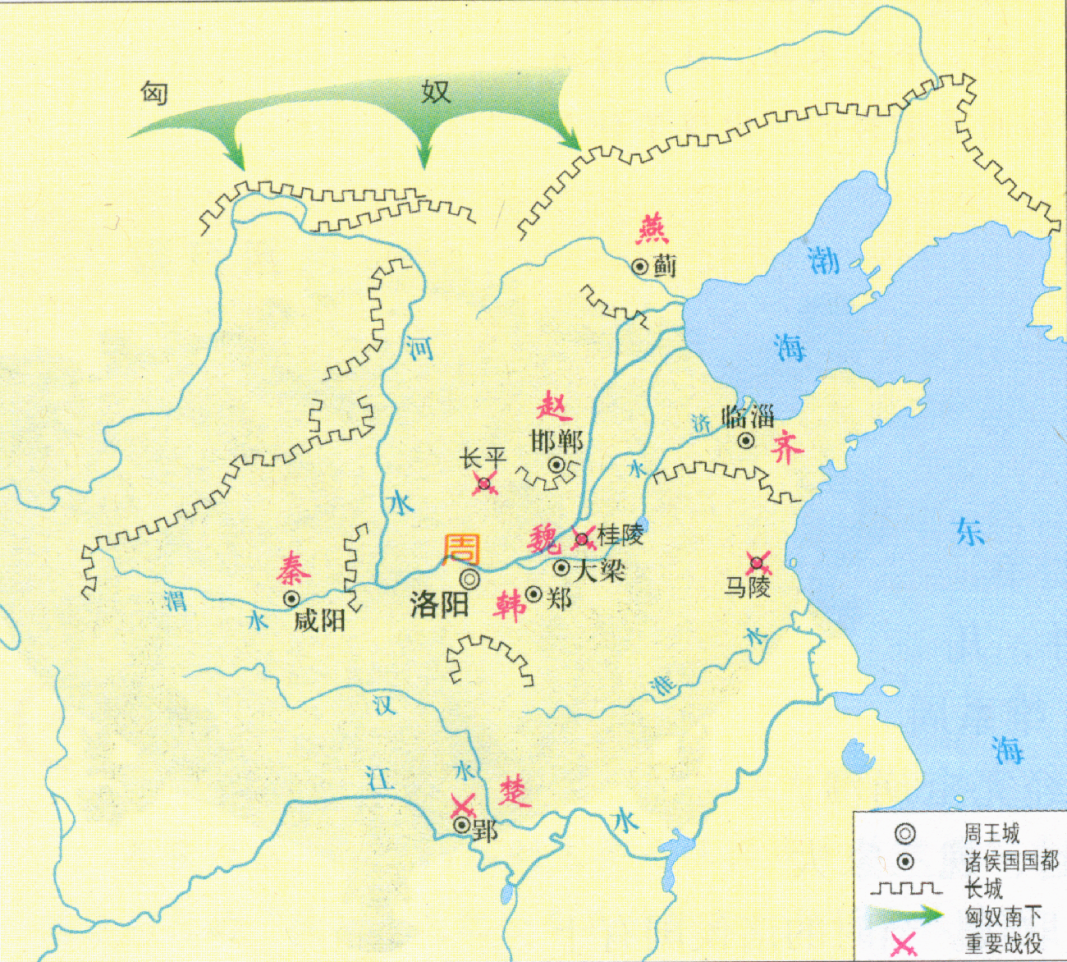 匈 奴
燕
蓟
渤
海
河
赵
邯郸
长平
济
水
临淄
齐
水
周
魏
桂陵
大梁
马陵
秦
咸阳
渭
水
洛阳
韩
郑
东
海
水
淮
汉
水
江
水
楚
郢
周王城
诸侯国国都
长城
匈奴南下
重要战役